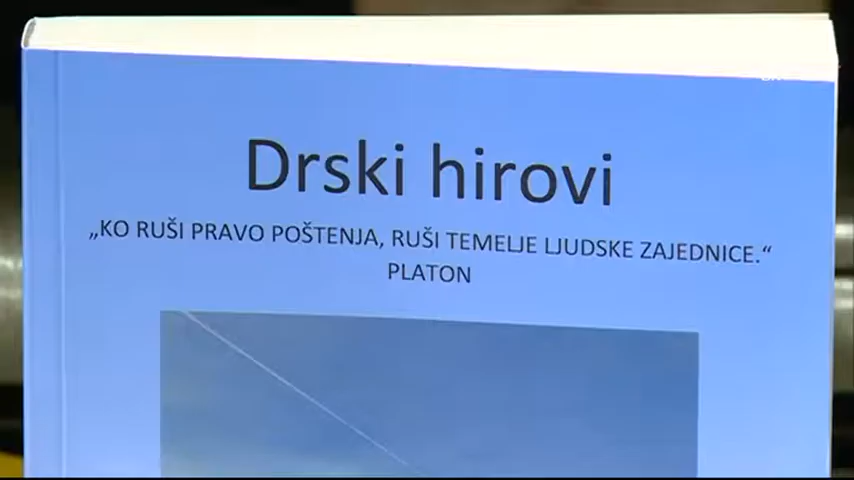 Drski hirovi
„KO RUŠI PRAVO POŠTENJA, RUŠI TEMELJE LJUDSKE ZAJEDNICE.“
PLATON